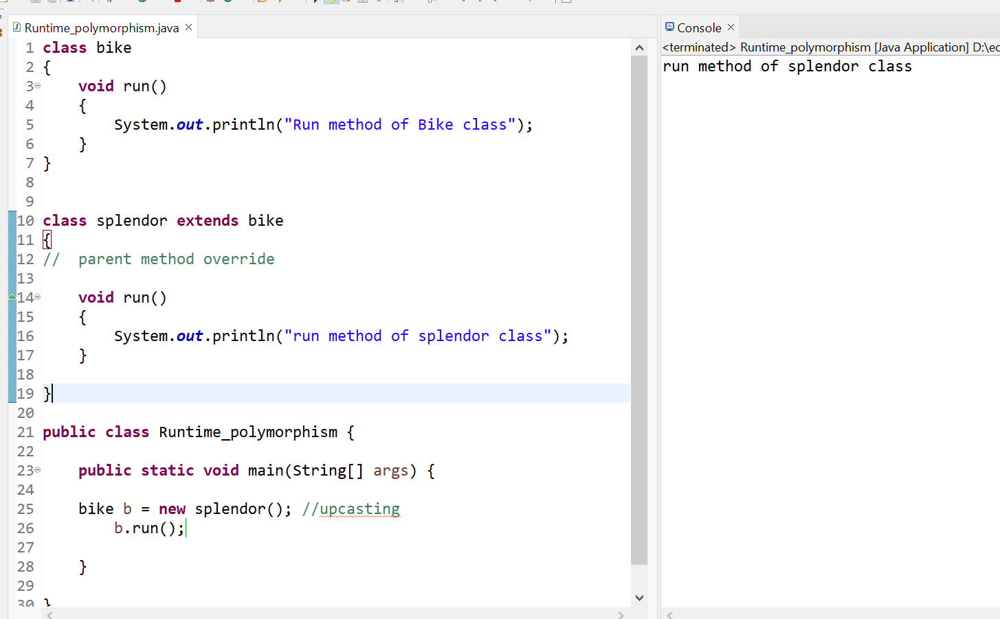 Runtime_polymorphism.java
1 class bike
2 {
3 void run()
4 {
5 System.out.println("Run method of Bike class");
6 }
7 }
8
9
10 class splendor extends bike
11 {
12 // parent method override
13
14 void run()
15 {
16 System.out.println("run method of splendor class");
17 }
18
19 }
20
21 public class Runtime_polymorphism {
22
23 public static void main(String[] args) {
24
25 bike b = new splendor(); //upcasting
26 b.run();
27
28 }
29
30 }
Console
<terminated> Runtime_polymorphism [Java Application] D:\ec
run method of splendor class